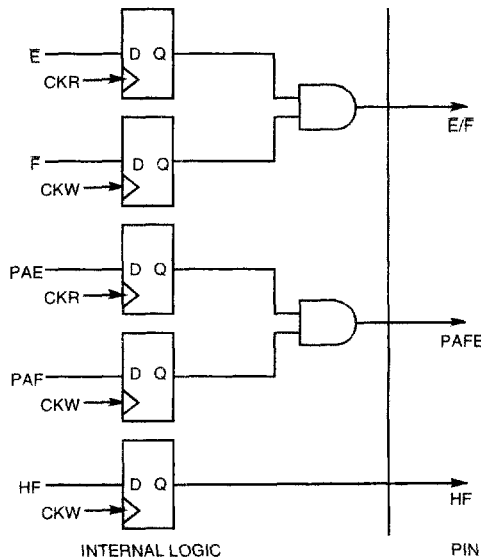 E̅ D Q
CKR
E̅/F̅
F̅ D Q
CKW
PAE D Q
CKR
PAFE
PAF D Q
CKW
HF D Q
HF
CKW
INTERNAL LOGIC PIN